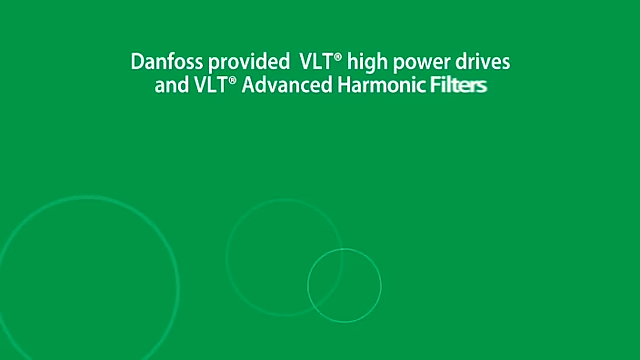 Danfoss provided  VLT® high power drives
and VLT® Advanced Harmonic Filters